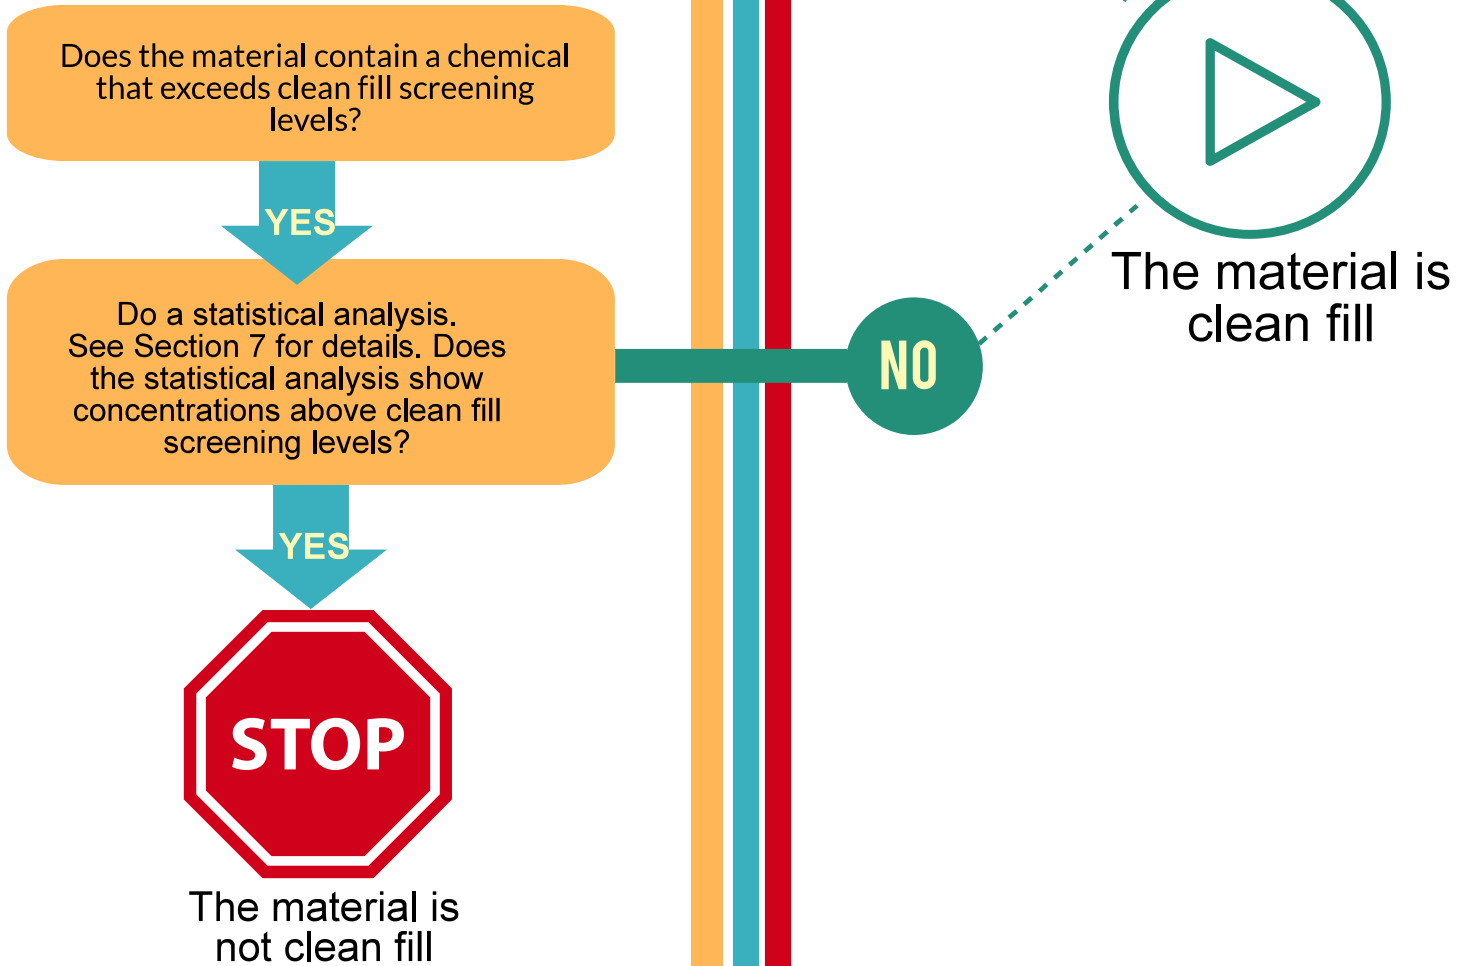 Does the material contain a chemical
that exceeds clean fill screening
levels?
YES
Do a statistical analysis.
See Section 7 for details. Does
the statistical analysis show
concentrations above clean fill
screening levels?
NO
The material is
clean fill
YES
STOP
The material is
not clean fill